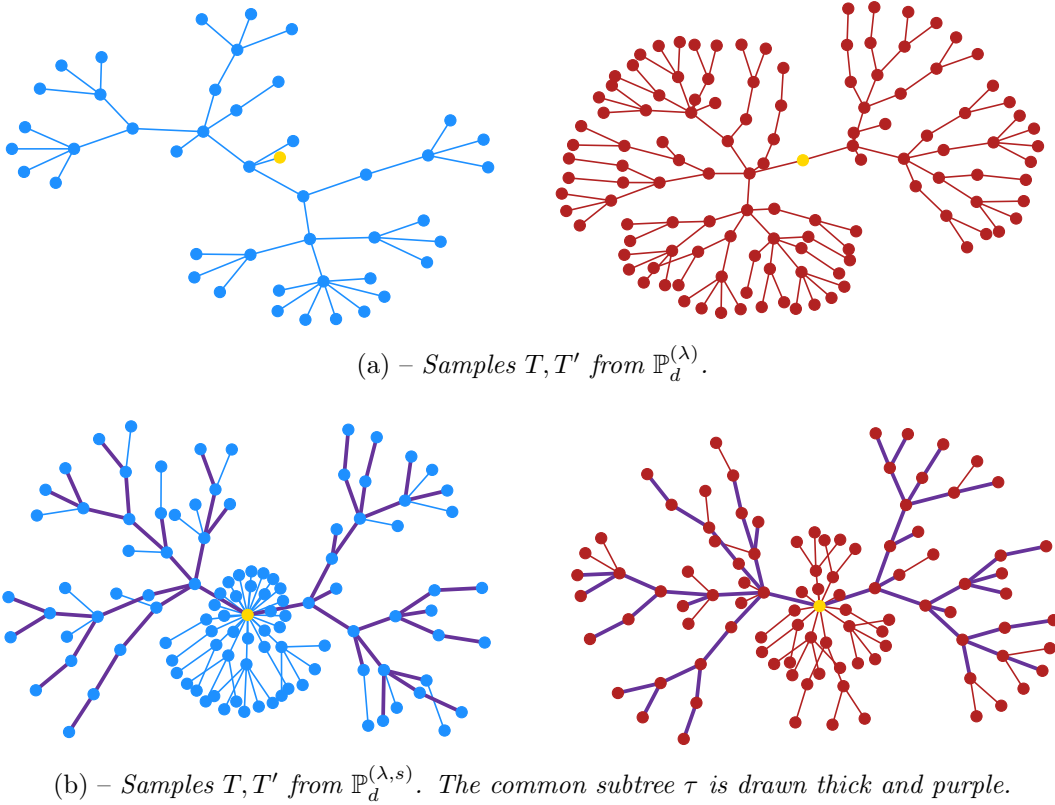 (a) – Samples T, T′ from ℙ_d^{(λ)}.
(b) – Samples T, T′ from ℙ_d^{(λ,s)}. The common subtree τ is drawn thick and purple.